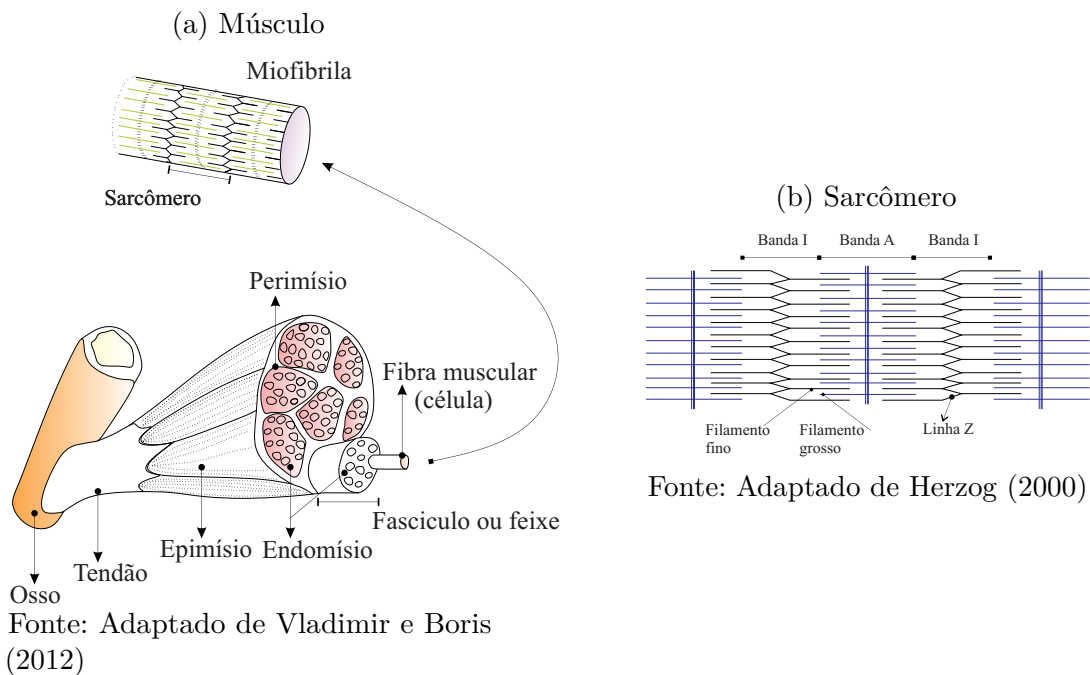 (a) Músculo
Miofibrila
Sarcômero
Perimísio
Fibra muscular
(célula)
Fasciculo ou feixe
Epimísio
Endomísio
Tendão
Osso
Fonte: Adaptado de Vladimir e Boris
(2012)
(b) Sarcômero
Banda I
Banda A
Banda I
Filamento
fino
Filamento
grosso
Linha Z
Fonte: Adaptado de Herzog (2000)